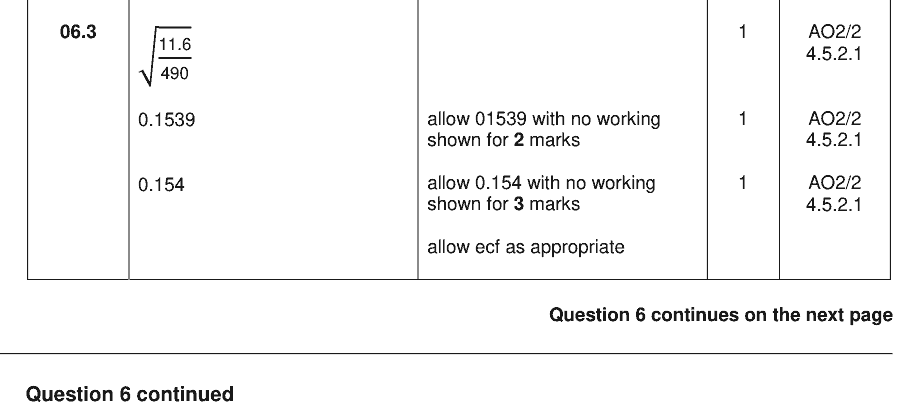 06.3 √11.6/490 1 AO2/2
4.5.2.1
0.1539 allow 01539 with no working 1 AO2/2
shown for 2 marks 4.5.2.1
0.154 allow 0.154 with no working 1 AO2/2
shown for 3 marks 4.5.2.1
allow ecf as appropriate
Question 6 continues on the next page
Question 6 continued